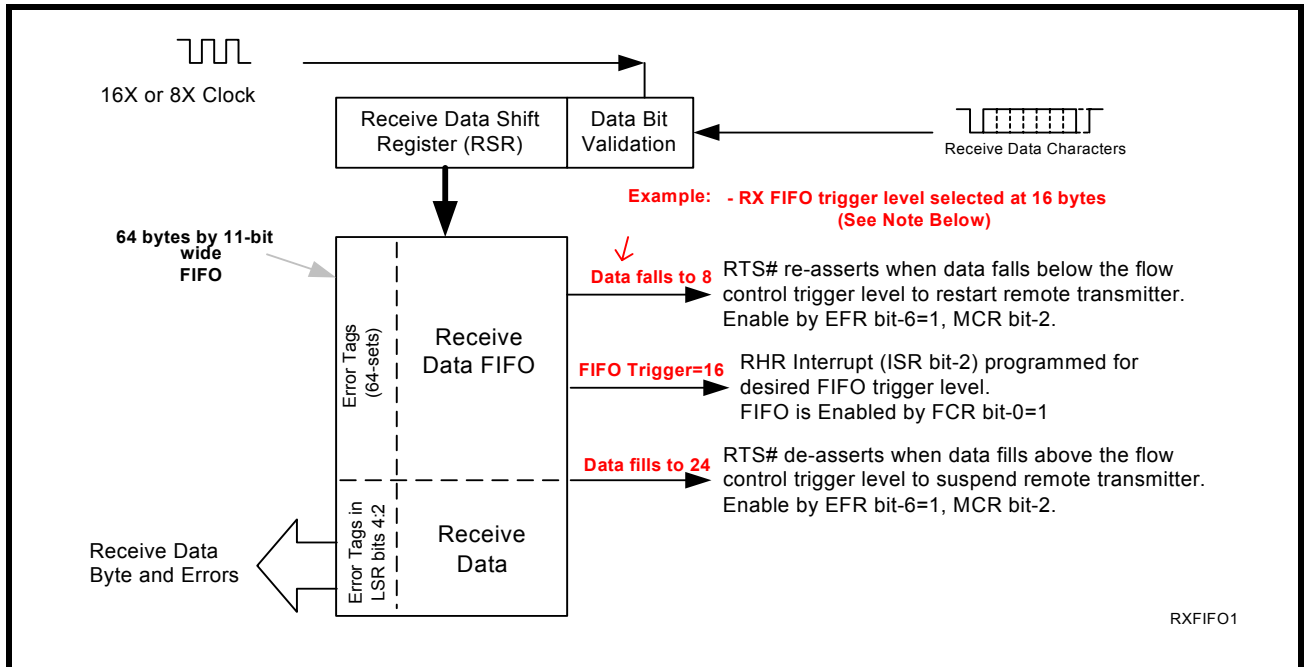 16X or 8X Clock
Receive Data Shift
Register (RSR)
Data Bit
Validation
Receive Data Characters
Example: - RX FIFO trigger level selected at 16 bytes
(See Note Below)
64 bytes by 11-bit
wide
FIFO
Error Tags
(64-sets)
Receive
Data FIFO
Data falls to 8
RTS# re-asserts when data falls below the flow
control trigger level to restart remote transmitter.
Enable by EFR bit-6=1, MCR bit-2.
FIFO Trigger=16
RHR Interrupt (ISR bit-2) programmed for
desired FIFO trigger level.
FIFO is Enabled by FCR bit-0=1
Data fills to 24
RTS# de-asserts when data fills above the flow
control trigger level to suspend remote transmitter.
Enable by EFR bit-6=1, MCR bit-2.
Error Tags in
LSR bits 4:2
Receive
Data
Receive Data
Byte and Errors
RXFIFO1